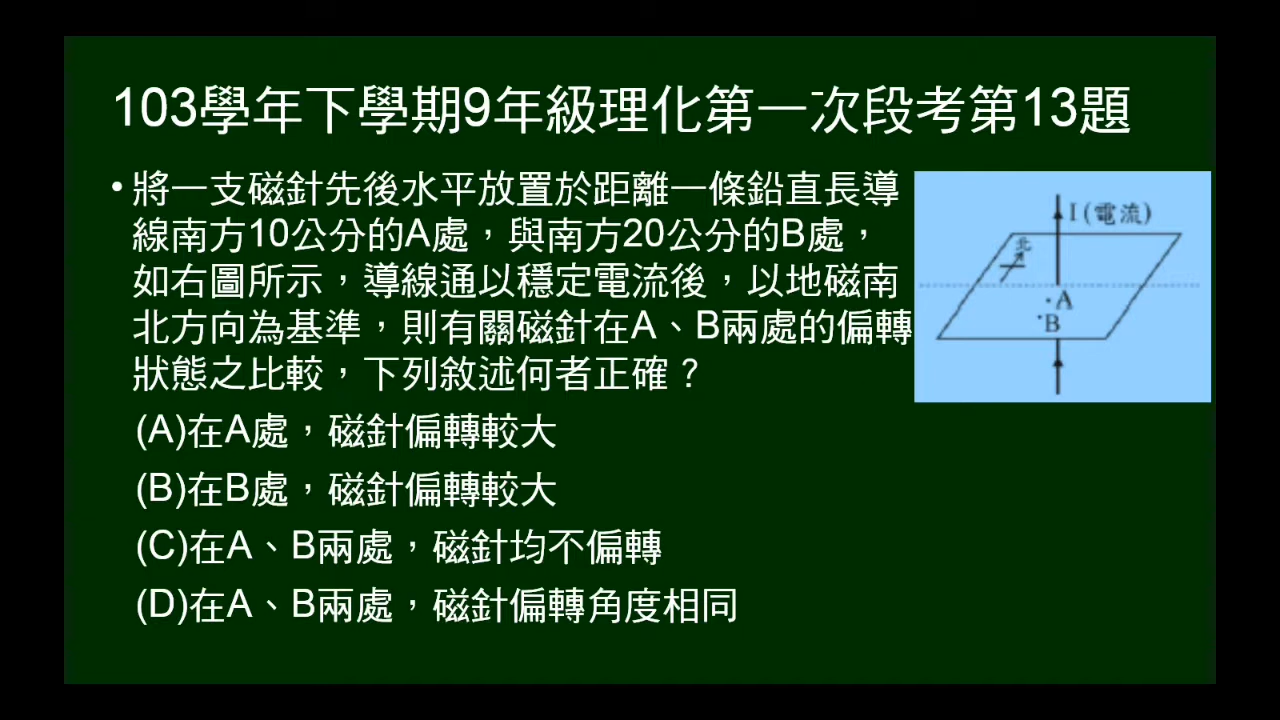 103學年下學期9年級理化第一次段考第13題
•將一支磁針先後水平放置於距離一條鉛直長導
線南方10公分的A處，與南方20公分的B處，
如右圖所示，導線通以穩定電流後，以地磁南
北方向為基準，則有關磁針在A、B兩處的偏轉
狀態之比較，下列敘述何者正確？
(A)在A處，磁針偏轉較大
(B)在B處，磁針偏轉較大
(C)在A、B兩處，磁針均不偏轉
(D)在A、B兩處，磁針偏轉角度相同
I(電流)
北
A
B